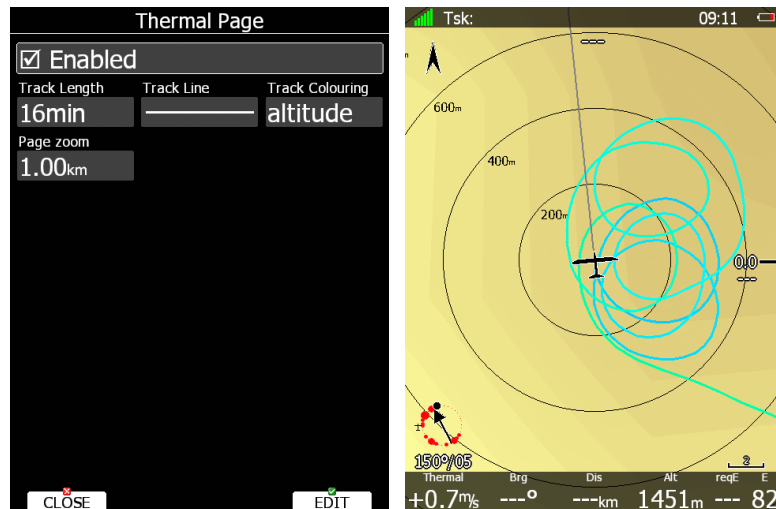 Thermal Page
Enabled
Track Length Track Line Track Colouring
16min altitude
Page zoom
1.00km
CLOSE EDIT
Tsk: 09:11
---
600m
400m
200m
0.0
---
150°/05
2
Thermal Brg Dis Alt reqE E
+0.7m/s ---° ---km 1451m --- 82